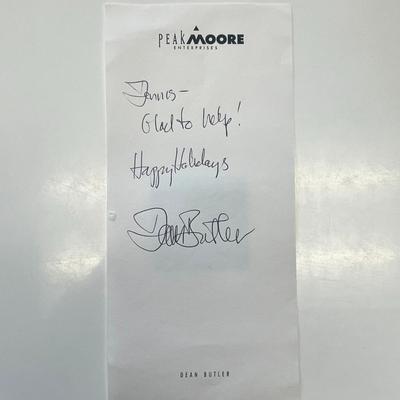 PEAK MOORE
ENTERPRISES
Dennis-
Glad to help!
Happy Holidays
Dean Butler
DEAN BUTLER